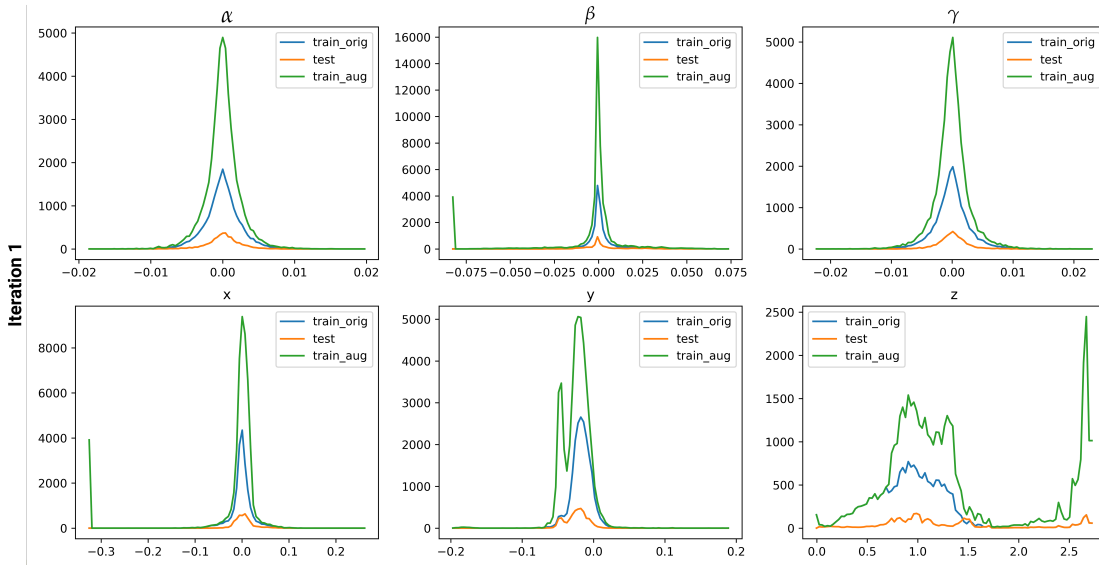 α
5000
4000
3000
2000
1000
0
−0.02
−0.01
0.00
0.01
0.02
train_orig
test
train_aug
β
16000
14000
12000
10000
8000
6000
4000
2000
0
−0.075
−0.050
−0.025
0.000
0.025
0.050
0.075
train_orig
test
train_aug
γ
5000
4000
3000
2000
1000
0
−0.02
−0.01
0.00
0.01
0.02
train_orig
test
train_aug
Iteration 1
x
8000
6000
4000
2000
0
−0.3
−0.2
−0.1
0.0
0.1
0.2
train_orig
test
train_aug
y
5000
4000
3000
2000
1000
0
−0.2
−0.1
0.0
0.1
0.2
train_orig
test
train_aug
z
2500
2000
1500
1000
500
0
0.0
0.5
1.0
1.5
2.0
2.5
train_orig
test
train_aug